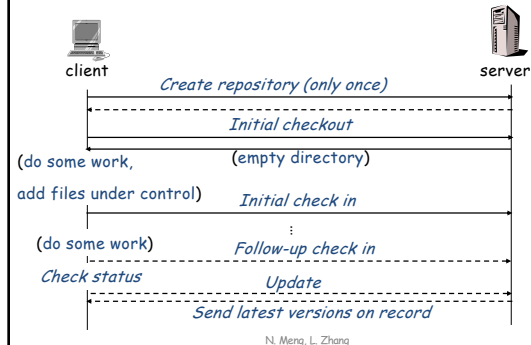 client
server
Create repository (only once)
Initial checkout
(do some work,
(empty directory)
add files under control)
Initial check in
⋮
(do some work)
Follow-up check in
Check status
Update
Send latest versions on record
N. Meng, L. Zhang